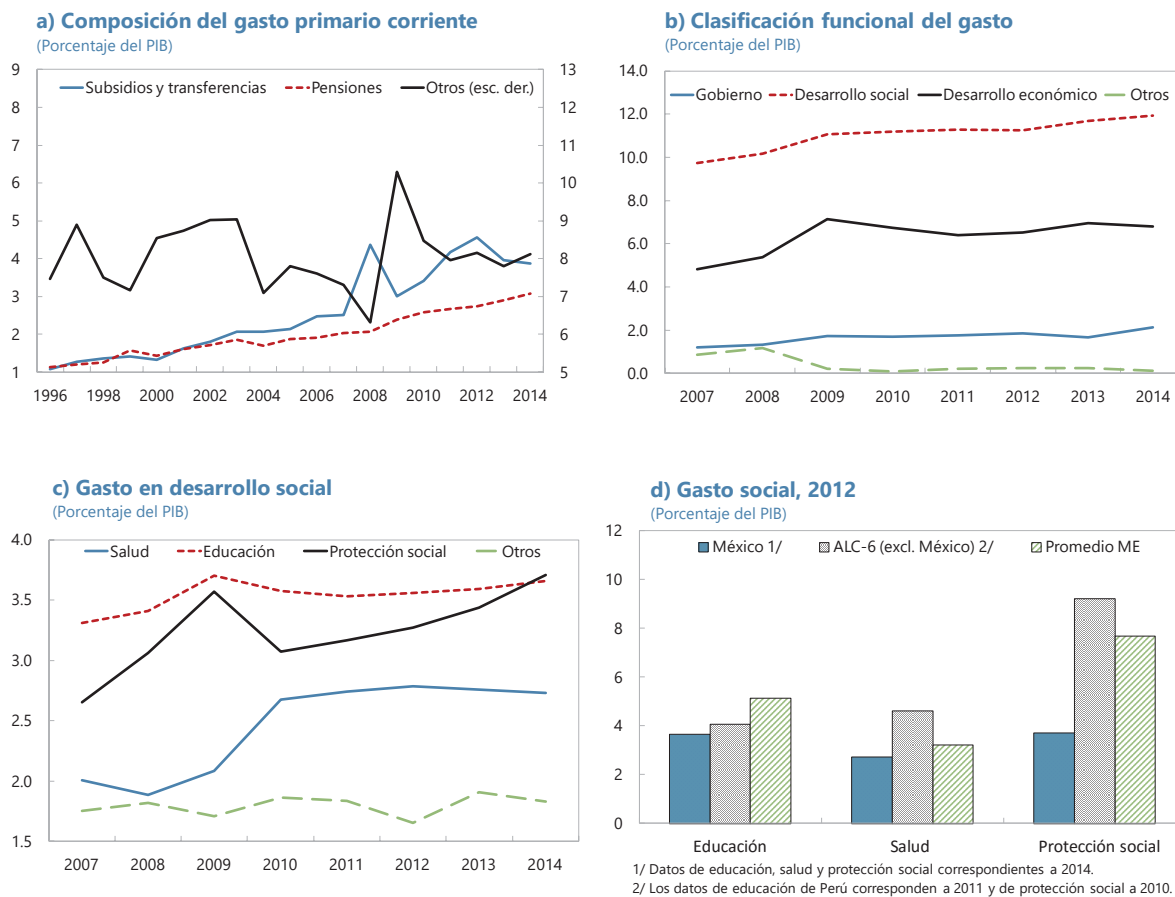 a) Composición del gasto primario corriente
(Porcentaje del PIB)
9 13
Subsidios y transferencias Pensiones Otros (esc. der.)
8 12
7 11
6 10
5 9
4 8
3 7
2 6
1 5
1996 1998 2000 2002 2004 2006 2008 2010 2012 2014
b) Clasificación funcional del gasto
(Porcentaje del PIB)
14.0
Gobierno Desarrollo social Desarrollo económico Otros
12.0
10.0
8.0
6.0
4.0
2.0
0.0
2007 2008 2009 2010 2011 2012 2013 2014
c) Gasto en desarrollo social
(Porcentaje del PIB)
4.0
Salud Educación Protección social Otros
3.5
3.0
2.5
2.0
1.5
2007 2008 2009 2010 2011 2012 2013 2014
d) Gasto social, 2012
(Porcentaje del PIB)
12
México 1/ ALC-6 (excl. México) 2/ Promedio ME
10
8
6
4
2
0
Educación Salud Protección social
1/ Datos de educación, salud y protección social correspondientes a 2014.
2/ Los datos de educación de Perú corresponden a 2011 y de protección social a 2010.